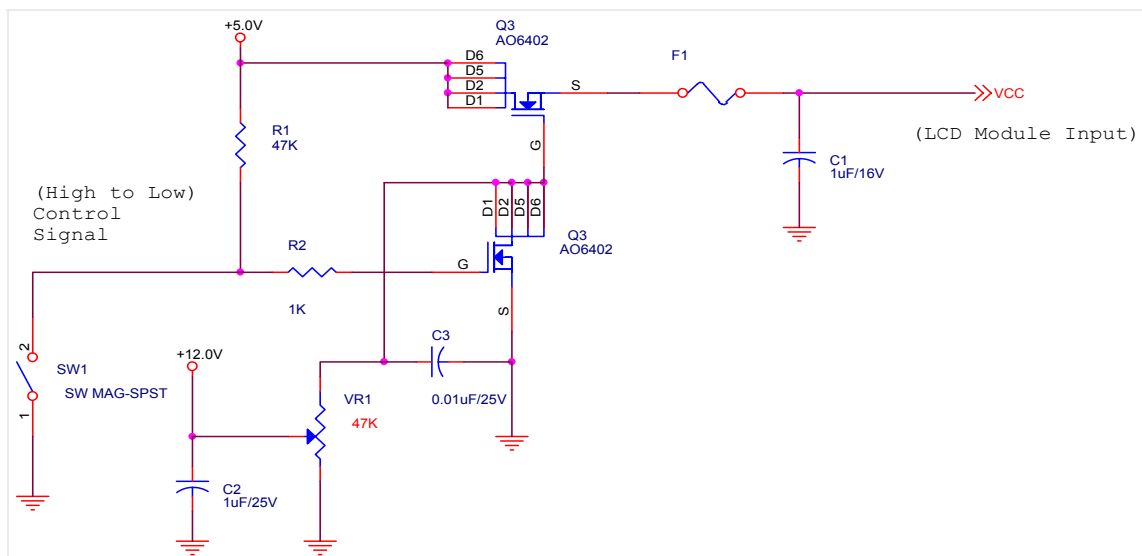 +5.0V
Q3
AO6402
D6
D5
D2
D1
S
G
F1
VCC
(LCD Module Input)
R1
47K
C1
1uF/16V
(High to Low)
Control
Signal
D1
D2
D5
D6
Q3
AO6402
R2
1K
G
S
2
SW1
SW MAG-SPST
1
+12.0V
C3
0.01uF/25V
VR1
47K
C2
1uF/25V